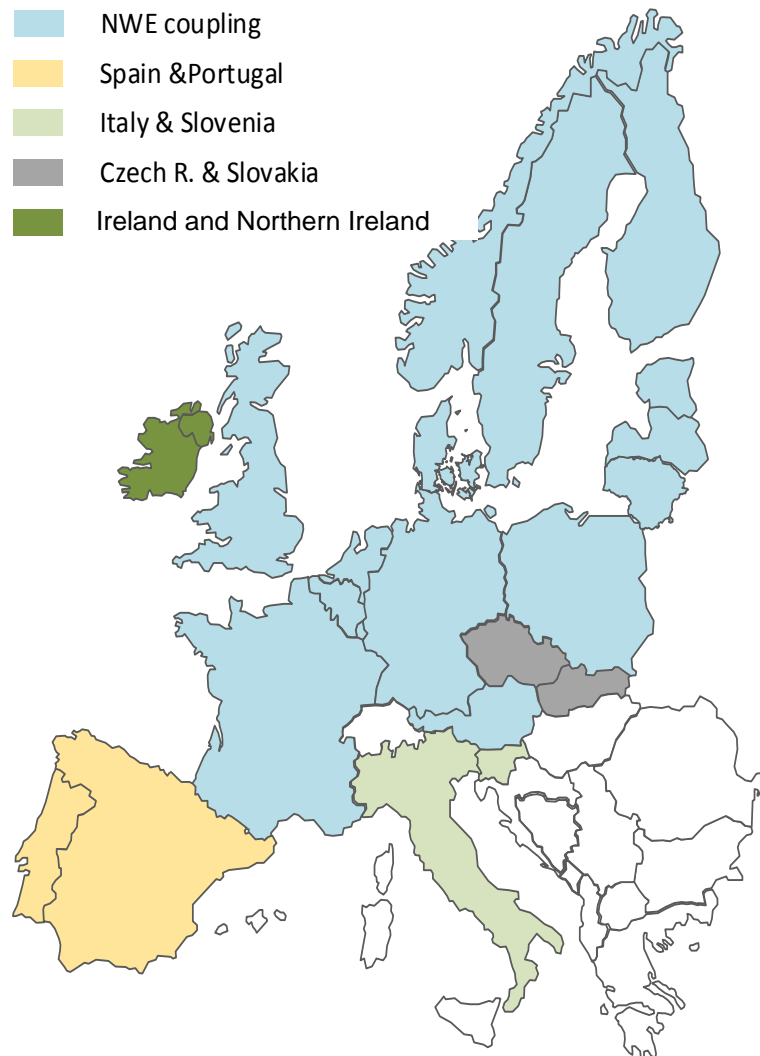 NWE coupling
Spain &Portugal
Italy & Slovenia
Czech R. & Slovakia
Ireland and Northern Ireland